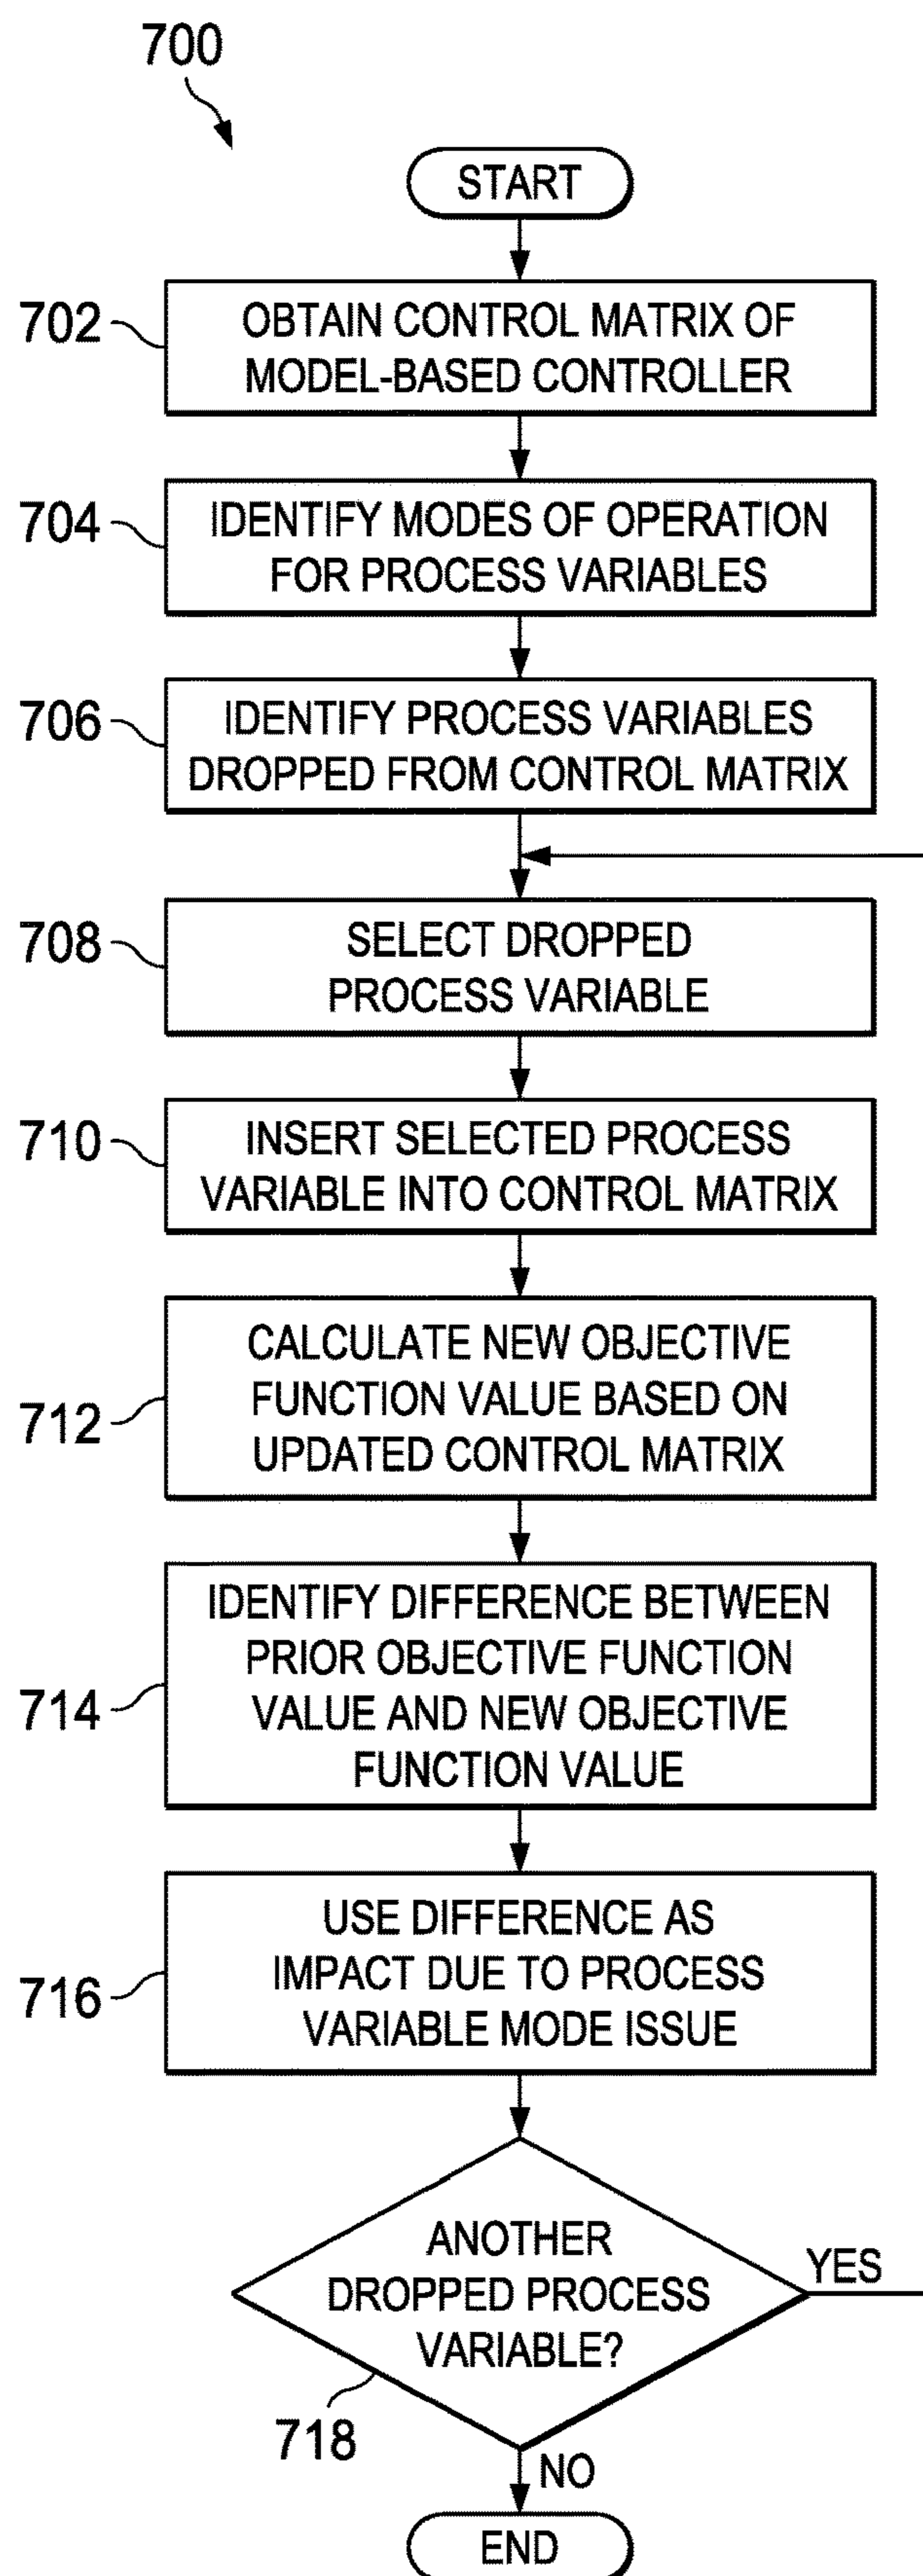 700
START
702
OBTAIN CONTROL MATRIX OF
MODEL-BASED CONTROLLER
704
IDENTIFY MODES OF OPERATION
FOR PROCESS VARIABLES
706
IDENTIFY PROCESS VARIABLES
DROPPED FROM CONTROL MATRIX
708
SELECT DROPPED
PROCESS VARIABLE
710
INSERT SELECTED PROCESS
VARIABLE INTO CONTROL MATRIX
712
CALCULATE NEW OBJECTIVE
FUNCTION VALUE BASED ON
UPDATED CONTROL MATRIX
714
IDENTIFY DIFFERENCE BETWEEN
PRIOR OBJECTIVE FUNCTION
VALUE AND NEW OBJECTIVE
FUNCTION VALUE
716
USE DIFFERENCE AS
IMPACT DUE TO PROCESS
VARIABLE MODE ISSUE
ANOTHER
DROPPED PROCESS
VARIABLE?
YES
718
NO
END